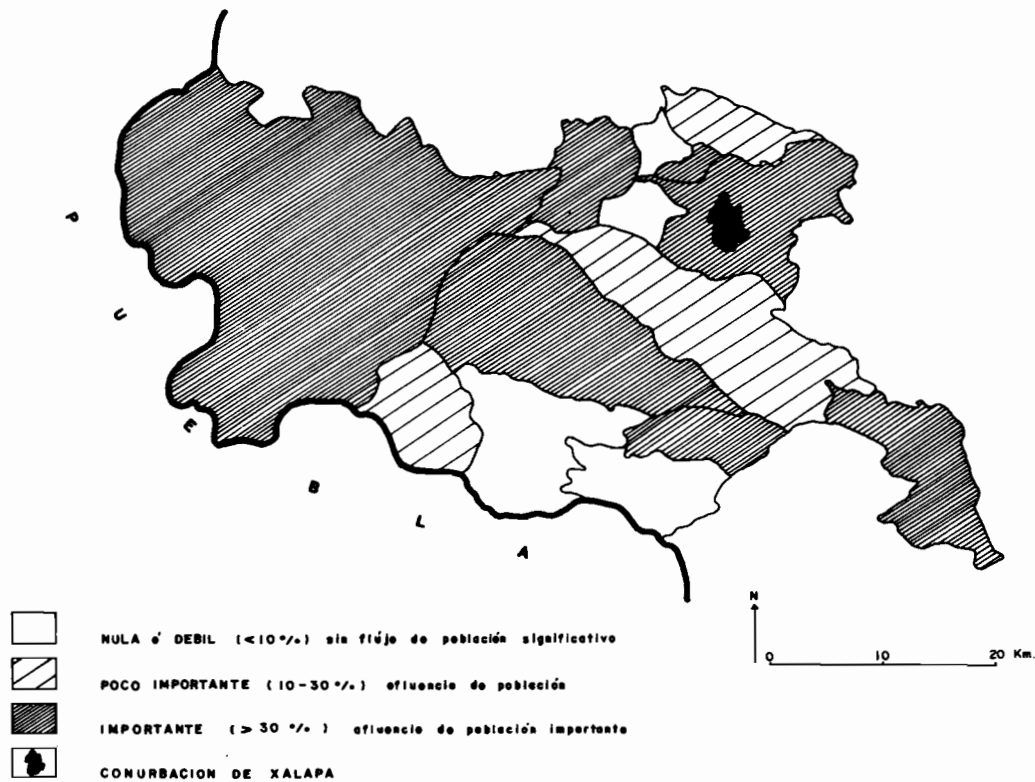 PUEBLA
N
0 10 20 Km.
NULA ó DEBIL (<10%) sin flujo de población significativo
POCO IMPORTANTE (10-30%) afluencia de población
IMPORTANTE (>30%) afluencia de población importante
CONURBACION DE XALAPA